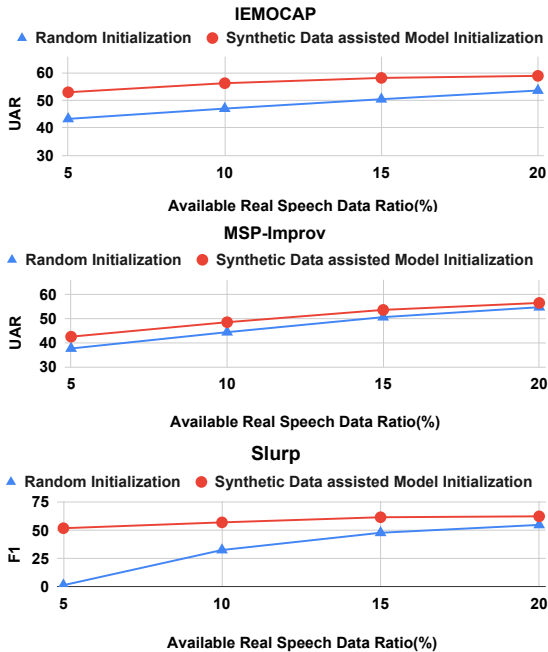 IEMOCAP
Random Initialization Synthetic Data assisted Model Initialization
60
50
40
30
UAR
5 10 15 20
Available Real Speech Data Ratio(%)
MSP-Improv
Random Initialization Synthetic Data assisted Model Initialization
60
50
40
30
UAR
5 10 15 20
Available Real Speech Data Ratio(%)
Slurp
Random Initialization Synthetic Data assisted Model Initialization
75
50
25
0
F1
5 10 15 20
Available Real Speech Data Ratio(%)